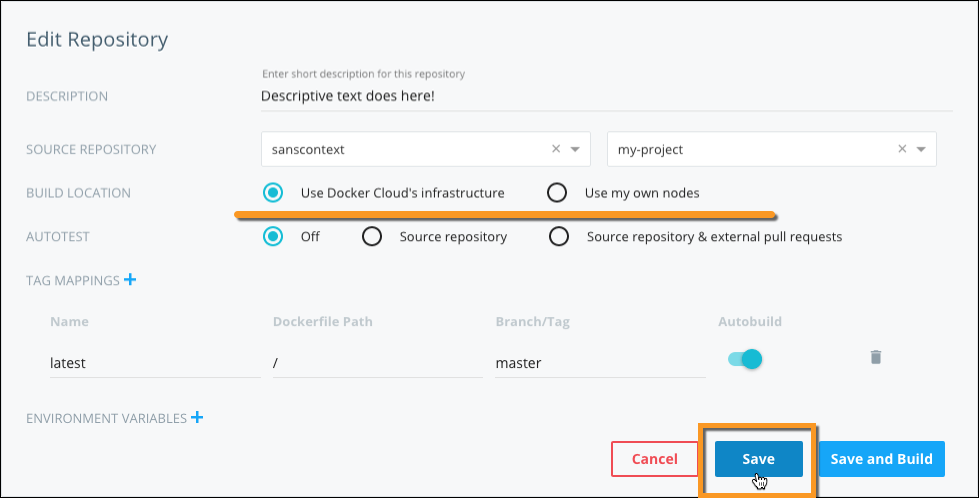 Edit Repository
Enter short description for this repository
DESCRIPTION Descriptive text does here!
SOURCE REPOSITORY sanscontext × my-project ×
BUILD LOCATION Use Docker Cloud's infrastructure Use my own nodes
AUTOTEST Off Source repository Source repository & external pull requests
TAG MAPPINGS +
Name Dockerfile Path Branch/Tag Autobuild
latest / master
ENVIRONMENT VARIABLES +
Cancel Save Save and Build